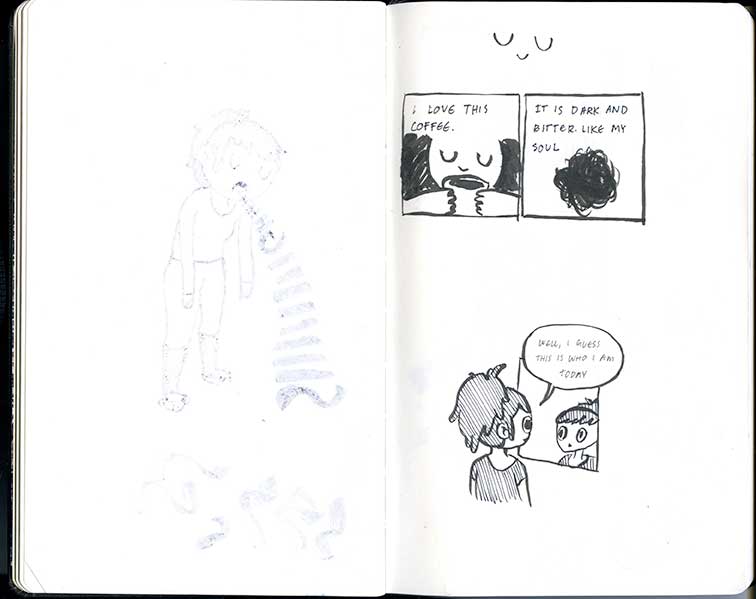 I LOVE THIS
COFFEE.
IT IS DARK AND
BITTER. LIKE MY
SOUL
WELL, I GUESS
THIS IS WHO I AM
TODAY